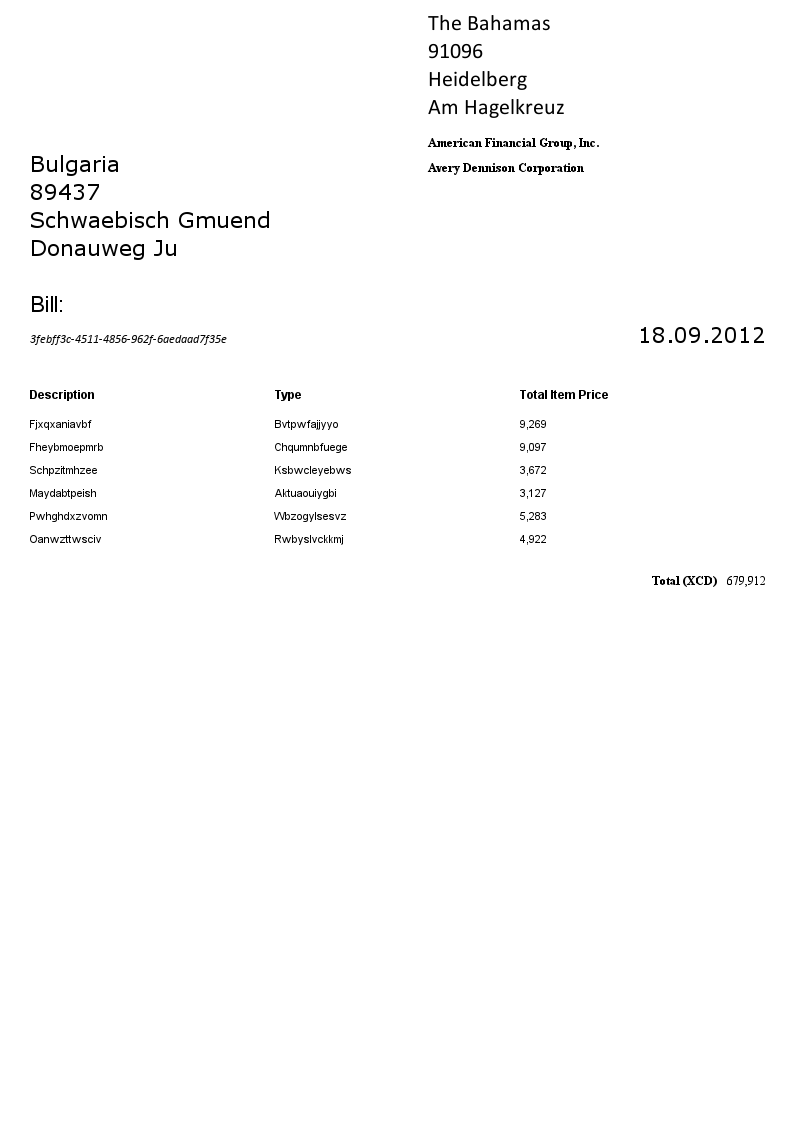 The Bahamas
91096
Heidelberg
Am Hagelkreuz
American Financial Group, Inc.
Avery Dennison Corporation
Bulgaria
89437
Schwaebisch Gmuend
Donauweg Ju
Bill:
3febff3c-4511-4856-962f-6aedaad7f35e
18.09.2012
Description Type Total Item Price
Fjxqxaniavbf Bvtpwfajjyyo 9,269
Fheybmoepmrb Chqumnbfuege 9,097
Schpzitmhzee Ksbwcleyebws 3,672
Maydabtpeish Aktuaouiygbi 3,127
Pwhghdxzvomn Wbzogylsesvz 5,283
Oanwzttwsciv Rwbyslvckkmj 4,922
Total (XCD) 679,912